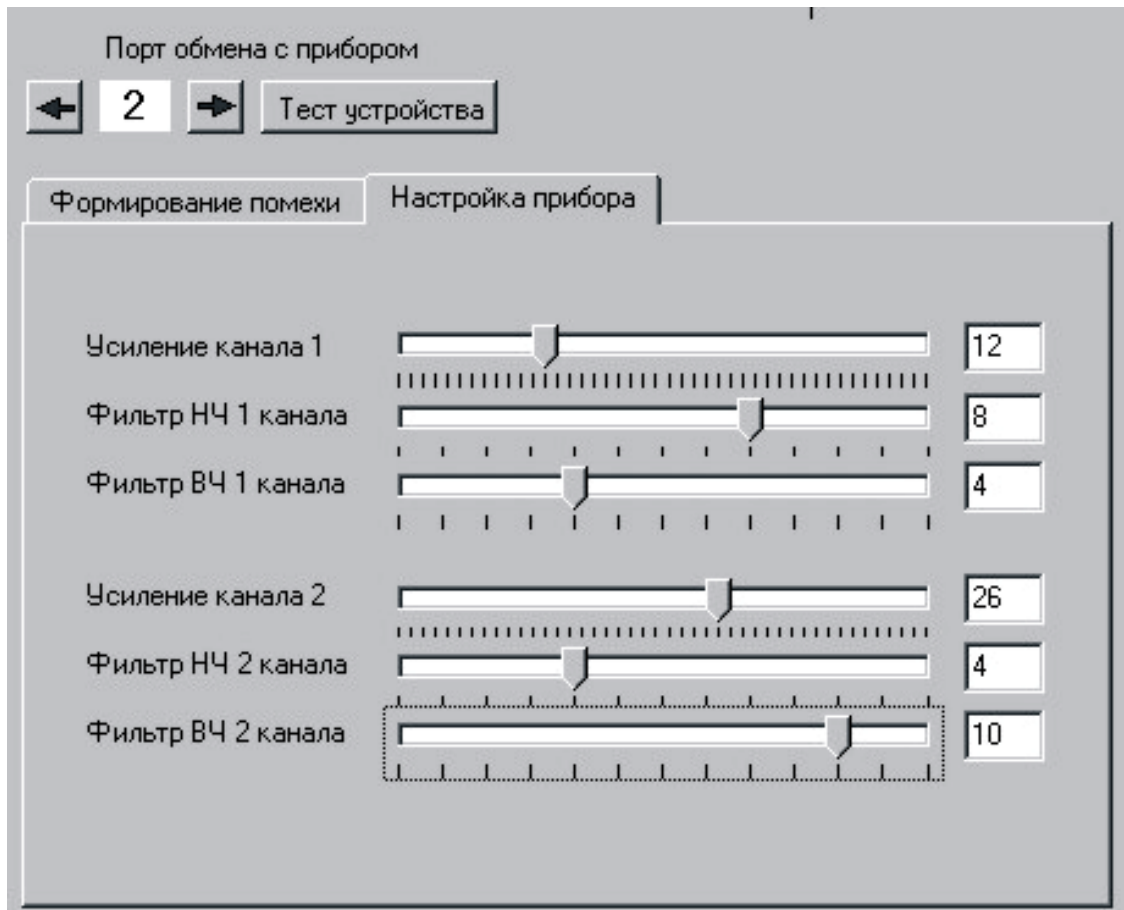 Порт обмена с прибором
2 Тест устройства
Формирование помехи Настройка прибора
Усиление канала 1 12
Фильтр НЧ 1 канала 8
Фильтр ВЧ 1 канала 4
Усиление канала 2 26
Фильтр НЧ 2 канала 4
Фильтр ВЧ 2 канала 10